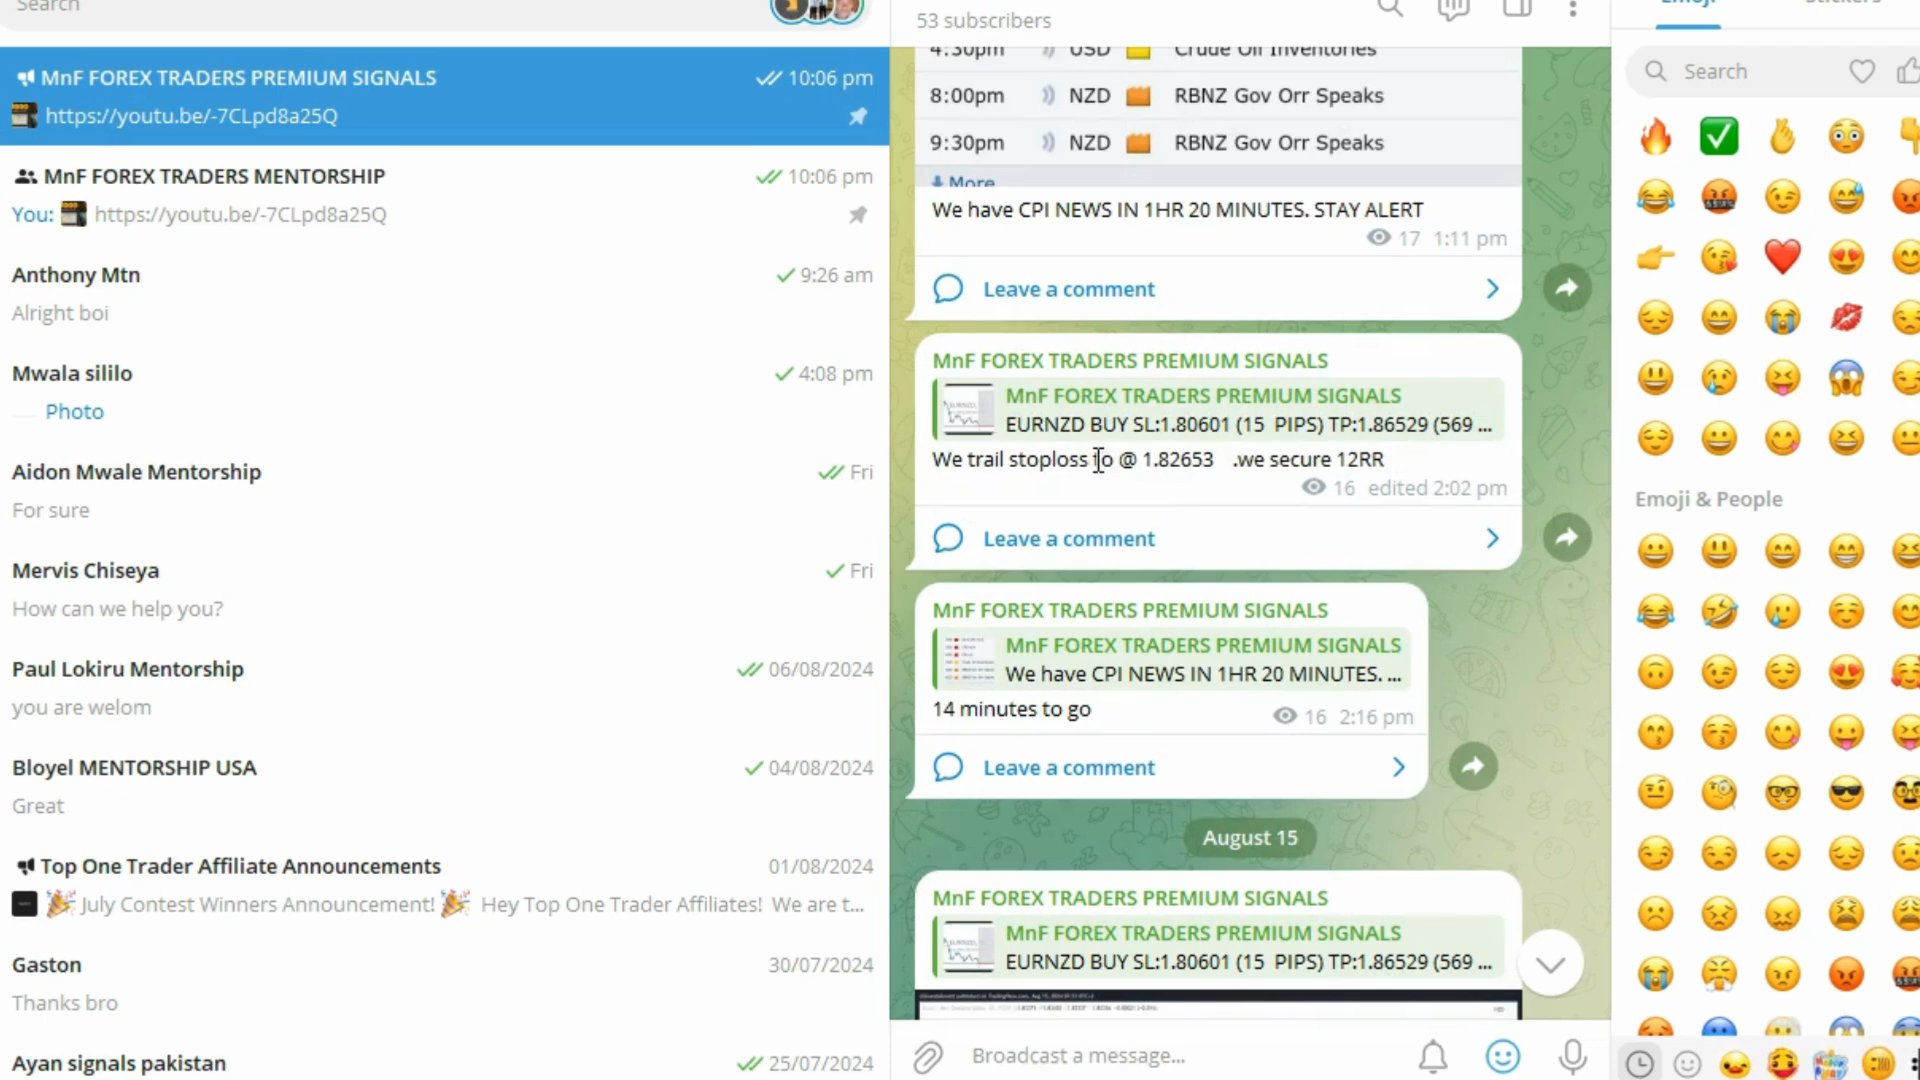 Search
MnF FOREX TRADERS PREMIUM SIGNALS
10:06 pm
https://youtu.be/-7CLpd8a25Q
MnF FOREX TRADERS MENTORSHIP
10:06 pm
You: https://youtu.be/-7CLpd8a25Q
Anthony Mtn
9:26 am
Alright boi
Mwala sililo
4:08 pm
Photo
Aidon Mwale Mentorship
Fri
For sure
Mervis Chiseya
Fri
How can we help you?
Paul Lokiru Mentorship
06/08/2024
you are welom
Bloyel MENTORSHIP USA
04/08/2024
Great
Top One Trader Affiliate Announcements
01/08/2024
July Contest Winners Announcement! Hey Top One Trader Affiliates! We are t...
Gaston
30/07/2024
Thanks bro
Ayan signals pakistan
25/07/2024
53 subscribers
4:30pm USD Crude Oil Inventories
8:00pm NZD RBNZ Gov Orr Speaks
9:30pm NZD RBNZ Gov Orr Speaks
More
We have CPI NEWS IN 1HR 20 MINUTES. STAY ALERT
17 1:11 pm
Leave a comment
MnF FOREX TRADERS PREMIUM SIGNALS
MnF FOREX TRADERS PREMIUM SIGNALS
EURNZD BUY SL:1.80601 (15 PIPS) TP:1.86529 (569 ...
We trail stoploss to @ 1.82653 .we secure 12RR
16 edited 2:02 pm
Leave a comment
MnF FOREX TRADERS PREMIUM SIGNALS
MnF FOREX TRADERS PREMIUM SIGNALS
We have CPI NEWS IN 1HR 20 MINUTES. ...
14 minutes to go
16 2:16 pm
Leave a comment
August 15
MnF FOREX TRADERS PREMIUM SIGNALS
MnF FOREX TRADERS PREMIUM SIGNALS
EURNZD BUY SL:1.80601 (15 PIPS) TP:1.86529 (569 ...
Broadcast a message...
Emoji
Stickers
Search
Emoji & People